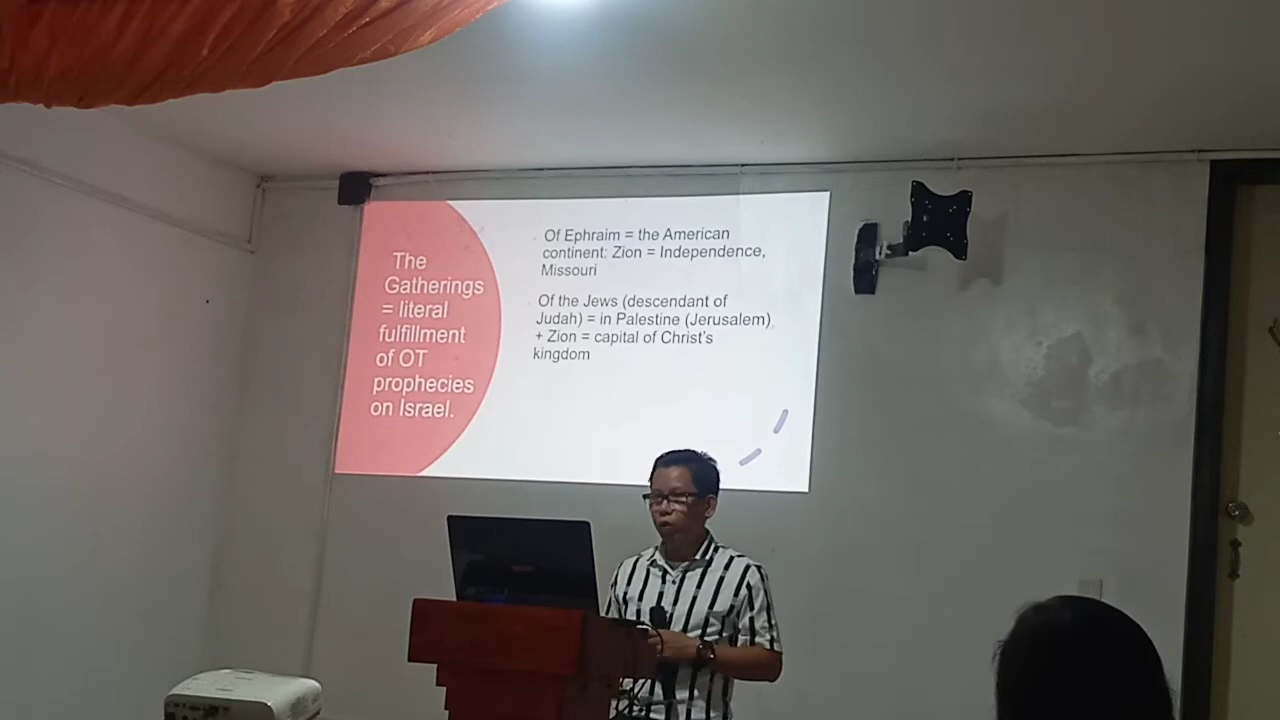 The
Gatherings
= literal
fulfillment
of OT
prophecies
on Israel.
Of Ephraim = the American
continent: Zion = Independence,
Missouri
Of the Jews (descendant of
Judah) = in Palestine (Jerusalem)
+ Zion = capital of Christ's
kingdom